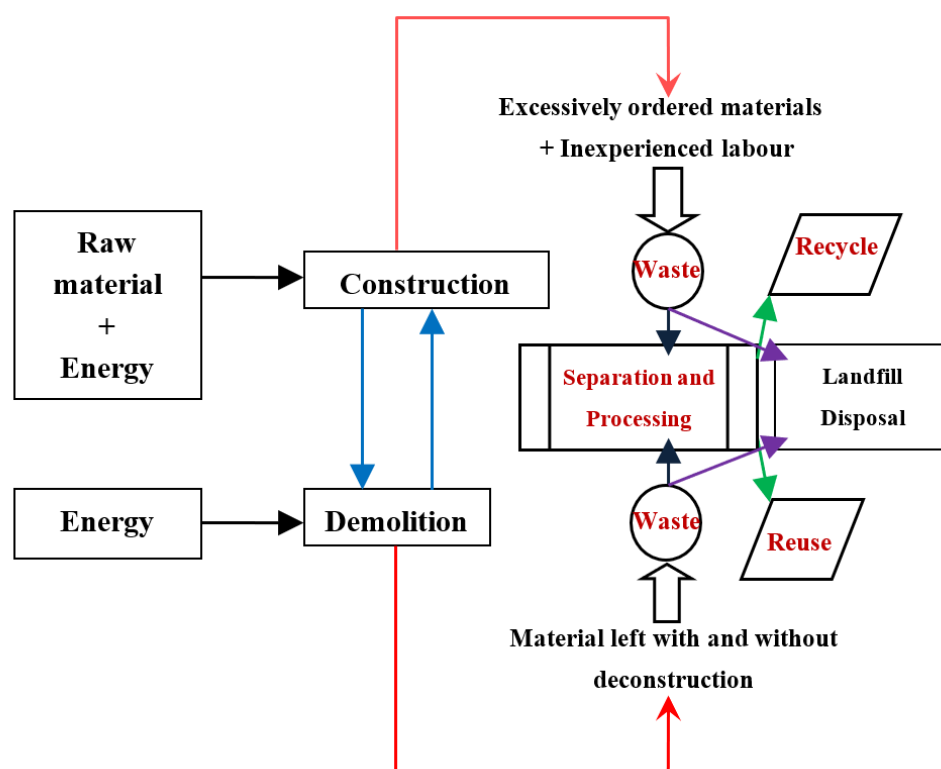 Excessively ordered materials
+ Inexperienced labour
Raw
material
+
Energy
Construction
Waste
Recycle
Separation and
Processing
Landfill
Disposal
Energy
Demolition
Waste
Reuse
Material left with and without
deconstruction